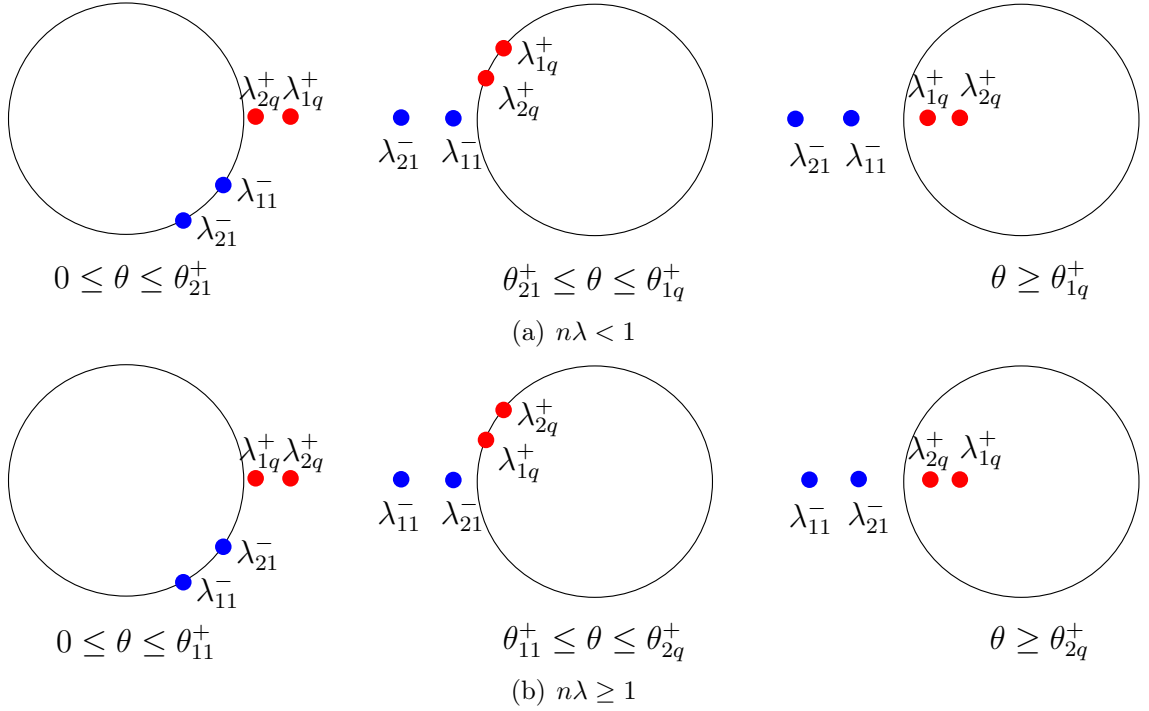 λ⁺₂q λ⁺₁q λ⁻₁₁ λ⁻₂₁
λ⁺₁q λ⁺₂q λ⁻₂₁ λ⁻₁₁
λ⁺₁q λ⁺₂q λ⁻₂₁ λ⁻₁₁
0 ≤ θ ≤ θ⁺₂₁ θ⁺₂₁ ≤ θ ≤ θ⁺₁q θ ≥ θ⁺₁q
(a) nλ < 1
λ⁺₁q λ⁺₂q λ⁻₂₁ λ⁻₁₁
λ⁺₂q λ⁺₁q λ⁻₁₁ λ⁻₂₁
λ⁺₂q λ⁺₁q λ⁻₁₁ λ⁻₂₁
0 ≤ θ ≤ θ⁺₁₁ θ⁺₁₁ ≤ θ ≤ θ⁺₂q θ ≥ θ⁺₂q
(b) nλ ≥ 1